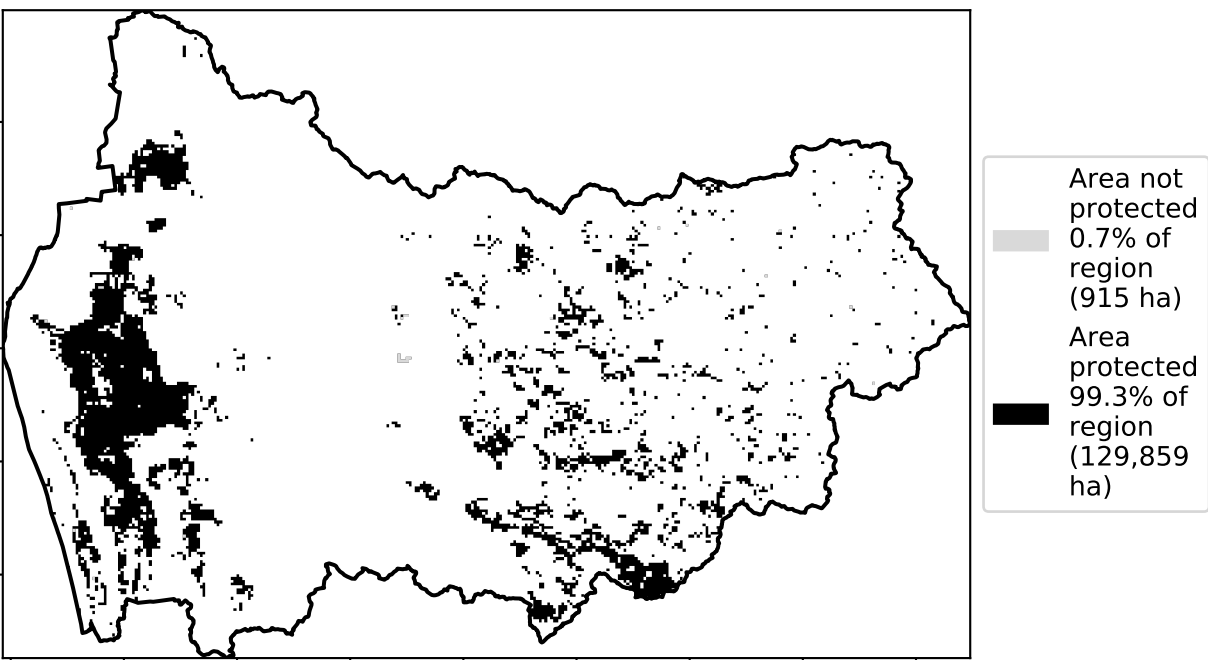 Area not
protected
0.7% of
region
(915 ha)
Area
protected
99.3% of
region
(129,859
ha)